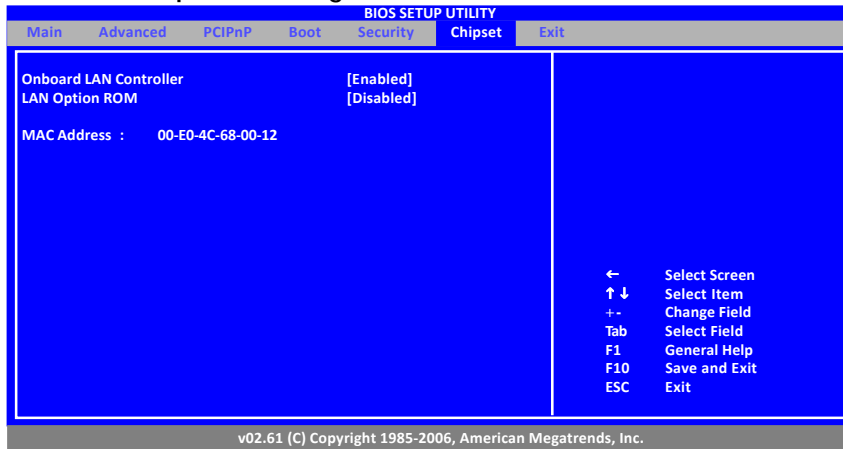 BIOS SETUP UTILITY
Main Advanced PCIPnP Boot Security Chipset Exit
Onboard LAN Controller [Enabled]
LAN Option ROM [Disabled]
MAC Address : 00-E0-4C-68-00-12
← Select Screen
↑↓ Select Item
+- Change Field
Tab Select Field
F1 General Help
F10 Save and Exit
ESC Exit
v02.61 (C) Copyright 1985-2006, American Megatrends, Inc.